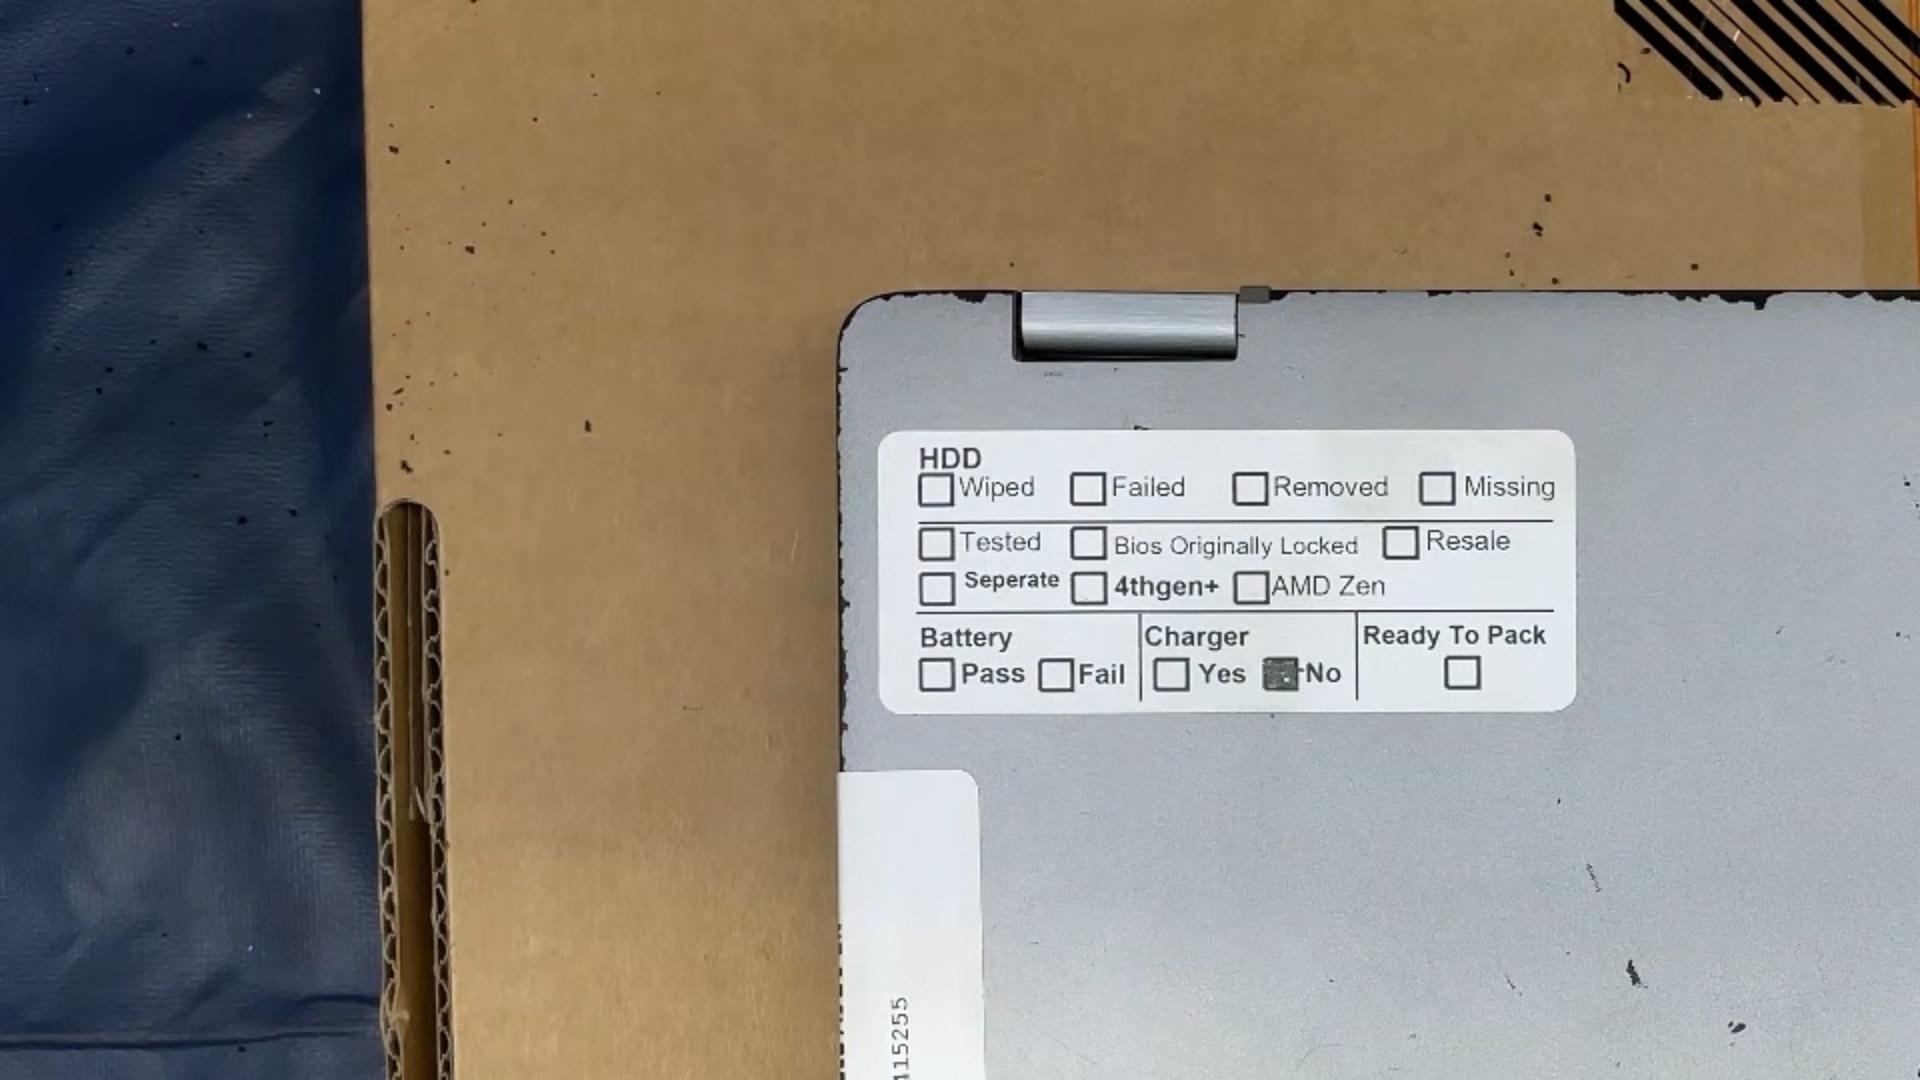 HDD
Wiped Failed Removed Missing
Tested Bios Originally Locked Resale
Seperate 4thgen+ AMD Zen
Battery Charger Ready To Pack
Pass Fail Yes No
415255